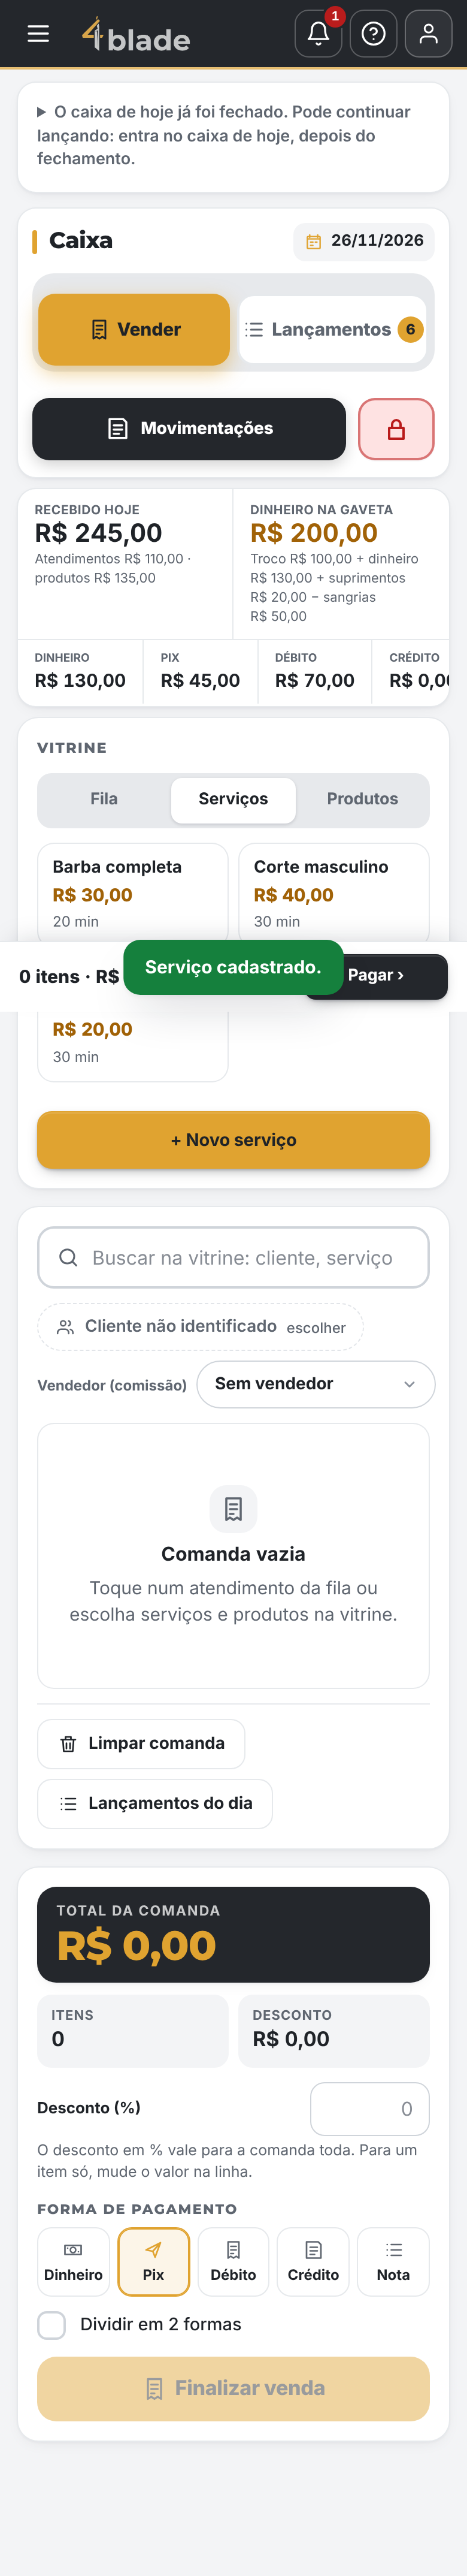 4blade
1
▶ O caixa de hoje já foi fechado. Pode continuar
lançando: entra no caixa de hoje, depois do
fechamento.
Caixa
26/11/2026
Vender
Lançamentos 6
Movimentações
RECEBIDO HOJE
R$ 245,00
Atendimentos R$ 110,00 ·
produtos R$ 135,00
DINHEIRO NA GAVETA
R$ 200,00
Troco R$ 100,00 + dinheiro
R$ 130,00 + suprimentos
R$ 20,00 − sangrias
R$ 50,00
DINHEIRO
R$ 130,00
PIX
R$ 45,00
DÉBITO
R$ 70,00
CRÉDITO
R$ 0,00
VITRINE
Fila
Serviços
Produtos
Barba completa
R$ 30,00
20 min
Corte masculino
R$ 40,00
30 min
0 itens · R$
Serviço cadastrado.
Pagar ›
R$ 20,00
30 min
+ Novo serviço
Buscar na vitrine: cliente, serviço
Cliente não identificado escolher
Vendedor (comissão)
Sem vendedor
Comanda vazia
Toque num atendimento da fila ou
escolha serviços e produtos na vitrine.
Limpar comanda
Lançamentos do dia
TOTAL DA COMANDA
R$ 0,00
ITENS
0
DESCONTO
R$ 0,00
Desconto (%)
0
O desconto em % vale para a comanda toda. Para um
item só, mude o valor na linha.
FORMA DE PAGAMENTO
Dinheiro
Pix
Débito
Crédito
Nota
Dividir em 2 formas
Finalizar venda